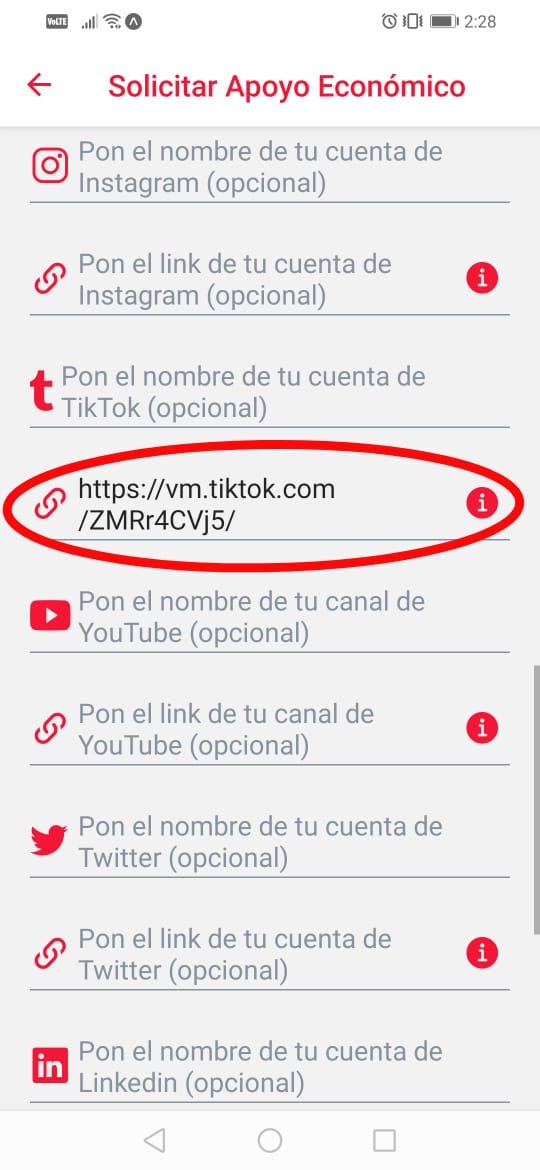 VoLTE 2:28
Solicitar Apoyo Económico
Pon el nombre de tu cuenta de
Instagram (opcional)
Pon el link de tu cuenta de
Instagram (opcional)
Pon el nombre de tu cuenta de
TikTok (opcional)
https://vm.tiktok.com
/ZMRr4CVj5/
Pon el nombre de tu canal de
YouTube (opcional)
Pon el link de tu canal de
YouTube (opcional)
Pon el nombre de tu cuenta de
Twitter (opcional)
Pon el link de tu cuenta de
Twitter (opcional)
Pon el nombre de tu cuenta de
Linkedin (opcional)